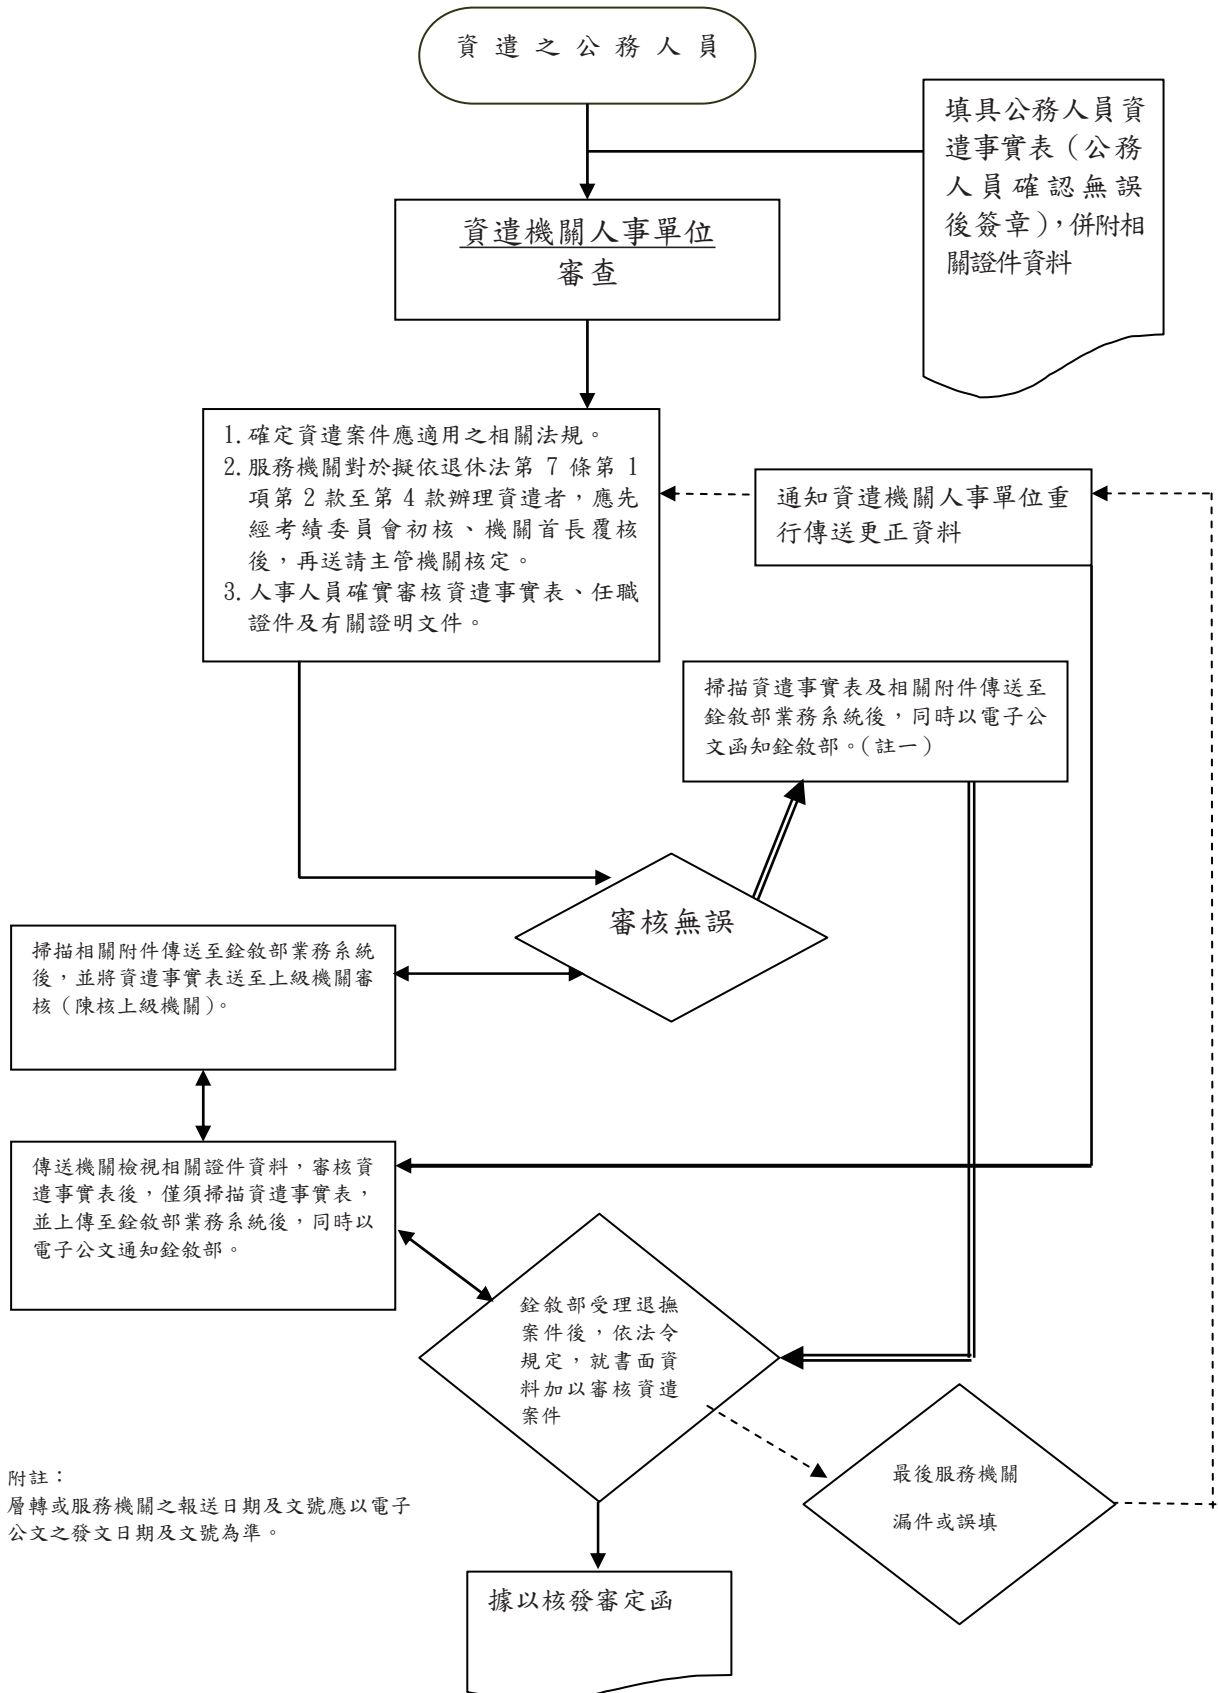 資遣之公務人員
填具公務人員資
遣事實表（公務
人員確認無誤
後簽章），併附相
關證件資料
資遣機關人事單位
審查
1. 確定資遣案件應適用之相關法規。
2. 服務機關對於擬依退休法第 7 條第 1
項第 2 款至第 4 款辦理資遣者，應先
經考績委員會初核、機關首長覆核
後，再送請主管機關核定。
3. 人事人員確實審核資遣事實表、任職
證件及有關證明文件。
通知資遣機關人事單位重
行傳送更正資料
掃描資遣事實表及相關附件傳送至
銓敘部業務系統後，同時以電子公
文函知銓敘部。（註一）
審核無誤
掃描相關附件傳送至銓敘部業務系統
後，並將資遣事實表送至上級機關審
核（陳核上級機關）。
傳送機關檢視相關證件資料，審核資
遣事實表後，僅須掃描資遣事實表，
並上傳至銓敘部業務系統後，同時以
電子公文通知銓敘部。
銓敘部受理退撫
案件後，依法令
規定，就書面資
料加以審核資遣
案件
最後服務機關
漏件或誤填
附註：
層轉或服務機關之報送日期及文號應以電子
公文之發文日期及文號為準。
據以核發審定函